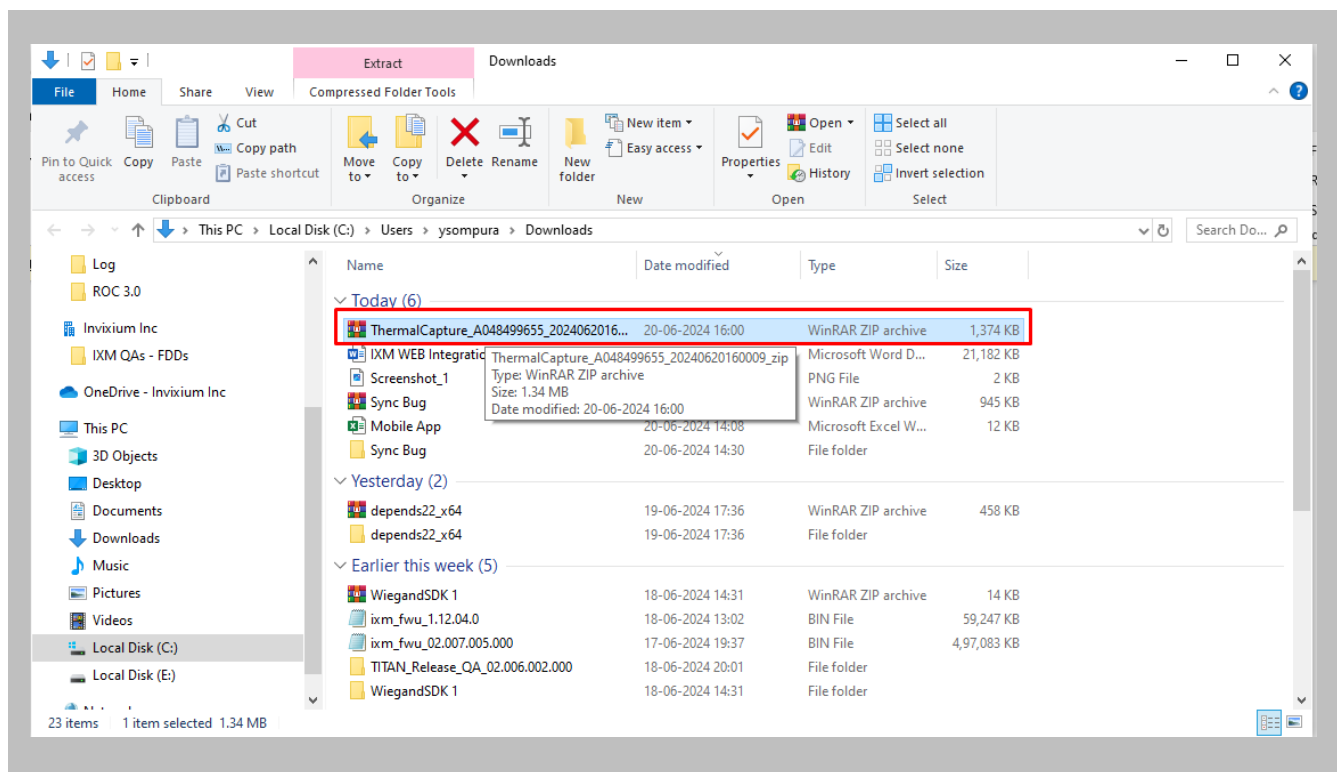 Extract Downloads
File Home Share View Compressed Folder Tools
Pin to Quick access
Copy
Paste
Cut
Copy path
Paste shortcut
Clipboard
Move to
Copy to
Delete
Rename
Organize
New folder
New item
Easy access
New
Properties
Open
Edit
History
Open
Select all
Select none
Invert selection
Select
This PC > Local Disk (C:) > Users > ysompura > Downloads
Search Do...
Log
ROC 3.0
Invixium Inc
IXM QAs - FDDs
OneDrive - Invixium Inc
This PC
3D Objects
Desktop
Documents
Downloads
Music
Pictures
Videos
Local Disk (C:)
Local Disk (E:)
Name Date modified Type Size
Today (6)
ThermalCapture_A048499655_2024062016... 20-06-2024 16:00 WinRAR ZIP archive 1,374 KB
IXM WEB Integratio Microsoft Word D... 21,182 KB
Screenshot_1 PNG File 2 KB
Sync Bug WinRAR ZIP archive 945 KB
Mobile App 20-06-2024 14:08 Microsoft Excel W... 12 KB
Sync Bug 20-06-2024 14:30 File folder
ThermalCapture_A048499655_20240620160009_zip
Type: WinRAR ZIP archive
Size: 1.34 MB
Date modified: 20-06-2024 16:00
Yesterday (2)
depends22_x64 19-06-2024 17:36 WinRAR ZIP archive 458 KB
depends22_x64 19-06-2024 17:36 File folder
Earlier this week (5)
WiegandSDK 1 18-06-2024 14:31 WinRAR ZIP archive 14 KB
ixm_fwu_1.12.04.0 18-06-2024 13:02 BIN File 59,247 KB
ixm_fwu_02.007.005.000 17-06-2024 19:37 BIN File 4,97,083 KB
TITAN_Release_QA_02.006.002.000 18-06-2024 20:01 File folder
WiegandSDK 1 18-06-2024 14:31 File folder
23 items 1 item selected 1.34 MB